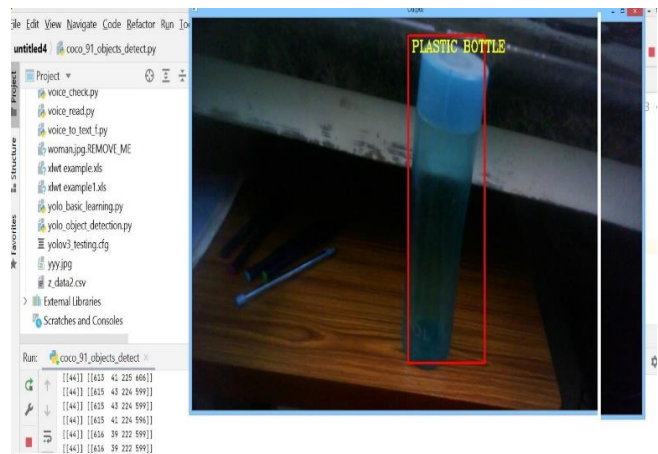 File Edit View Navigate Code Refactor Run
untitled4 coco_91_objects_detect.py
Project
voice_check.py
voice_read.py
voice_to_text_f.py
woman.jpg.REMOVE_ME
xlwt example.xls
xlwt example1.xls
yolo_basic_learning.py
yolo_object_detection.py
yolov3_testing.cfg
yyy.jpg
z_data2.csv
External Libraries
Scratches and Consoles
Project
Structure
Favorites
Output
PLASTIC BOTTLE
Run: coco_91_objects_detect
[[44]] [[613 41 225 606]]
[[44]] [[615 43 224 599]]
[[44]] [[615 43 224 599]]
[[44]] [[615 41 224 596]]
[[44]] [[616 39 222 599]]
[[44]] [[616 39 222 599]]